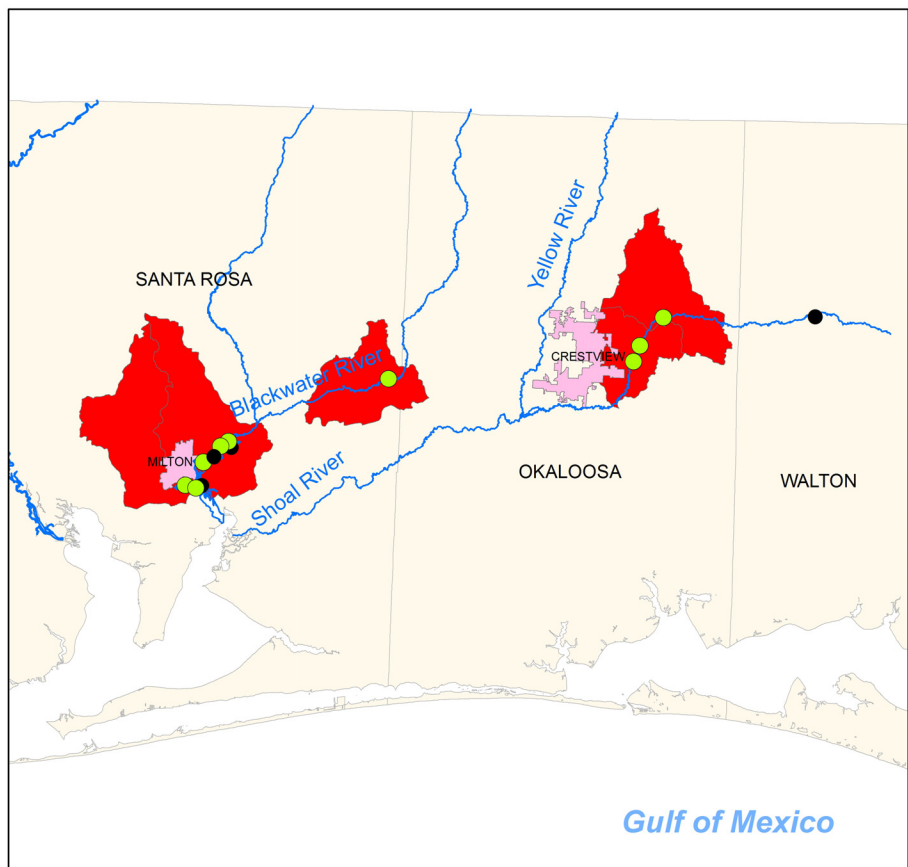 Yellow River
SANTA ROSA
CRESTVIEW
Blackwater River
MILTON
OKALOOSA
WALTON
Shoal River
Gulf of Mexico